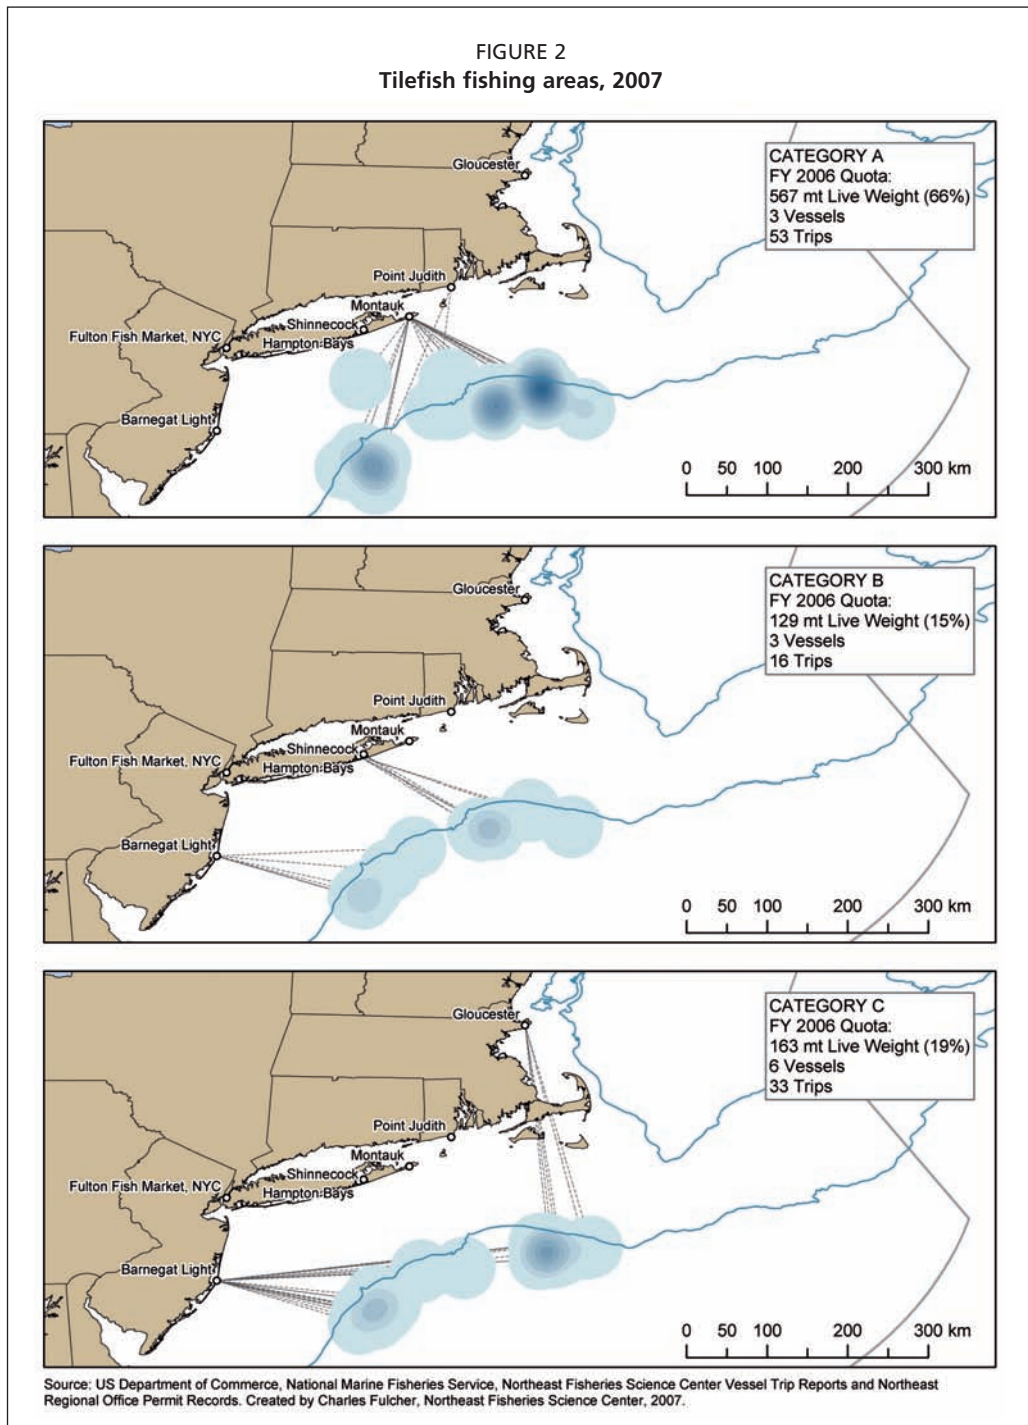 FIGURE 2
Tilefish fishing areas, 2007
CATEGORY A
FY 2006 Quota:
567 mt Live Weight (66%)
3 Vessels
53 Trips
Gloucester
Point Judith
Montauk
Shinnecock
Hampton Bays
Fulton Fish Market, NYC
Barnegat Light
0 50 100 200 300 km
CATEGORY B
FY 2006 Quota:
129 mt Live Weight (15%)
3 Vessels
16 Trips
Gloucester
Point Judith
Montauk
Shinnecock
Hampton Bays
Fulton Fish Market, NYC
Barnegat Light
0 50 100 200 300 km
CATEGORY C
FY 2006 Quota:
163 mt Live Weight (19%)
6 Vessels
33 Trips
Gloucester
Point Judith
Montauk
Shinnecock
Hampton Bays
Fulton Fish Market, NYC
Barnegat Light
0 50 100 200 300 km
Source: US Department of Commerce, National Marine Fisheries Service, Northeast Fisheries Science Center Vessel Trip Reports and Northeast
Regional Office Permit Records. Created by Charles Fulcher, Northeast Fisheries Science Center, 2007.